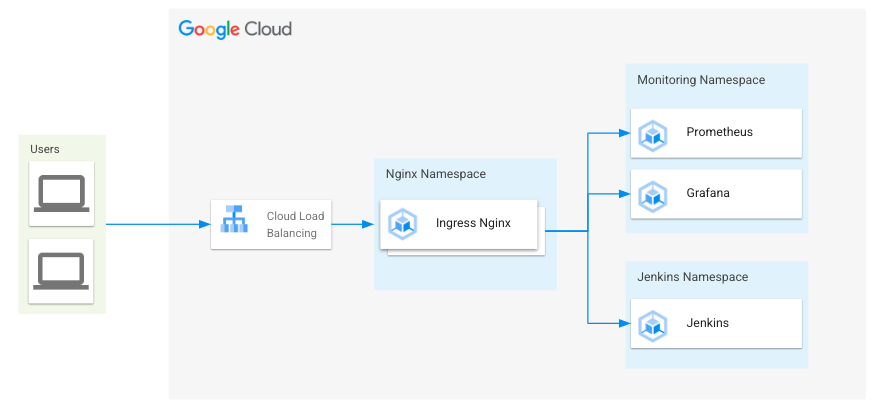 Google Cloud
Users
Cloud Load
Balancing
Nginx Namespace
Ingress Nginx
Monitoring Namespace
Prometheus
Grafana
Jenkins Namespace
Jenkins